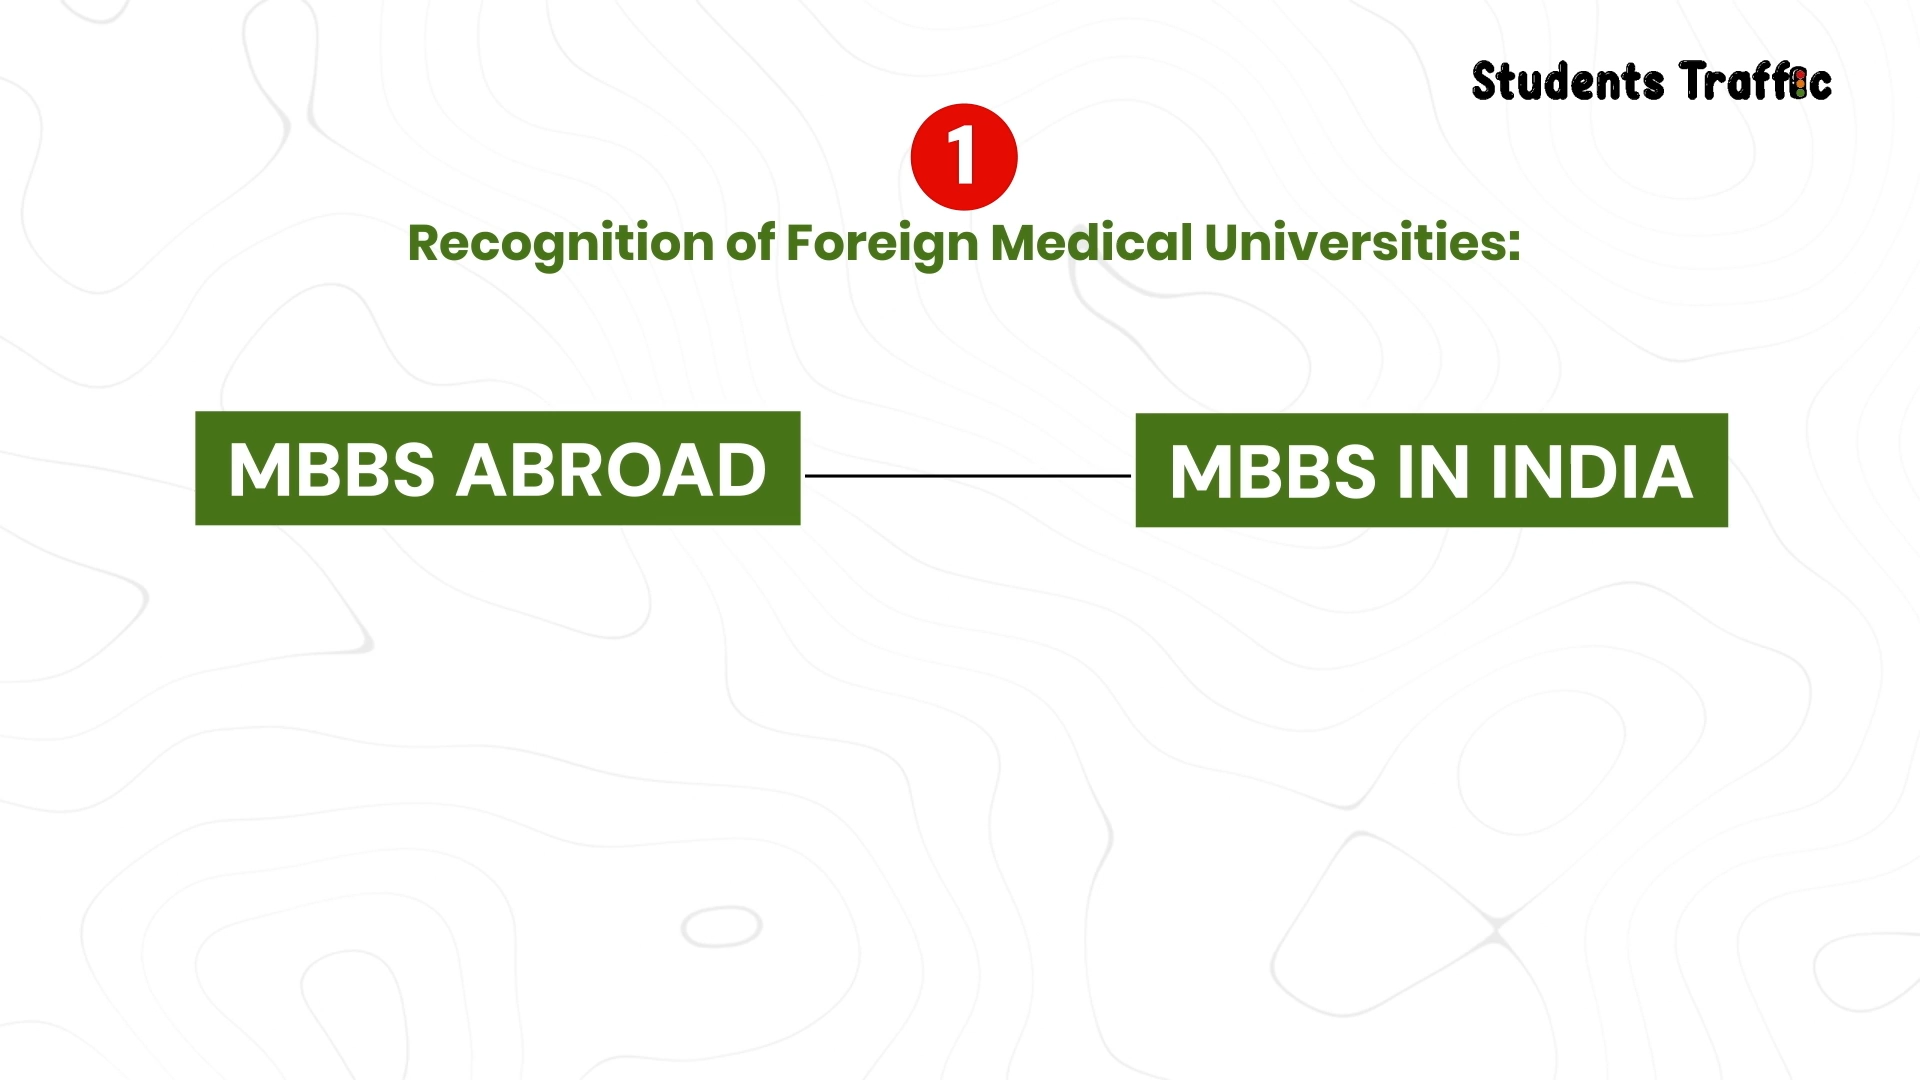 Students Traffic
1
Recognition of Foreign Medical Universities:
MBBS ABROAD
MBBS IN INDIA